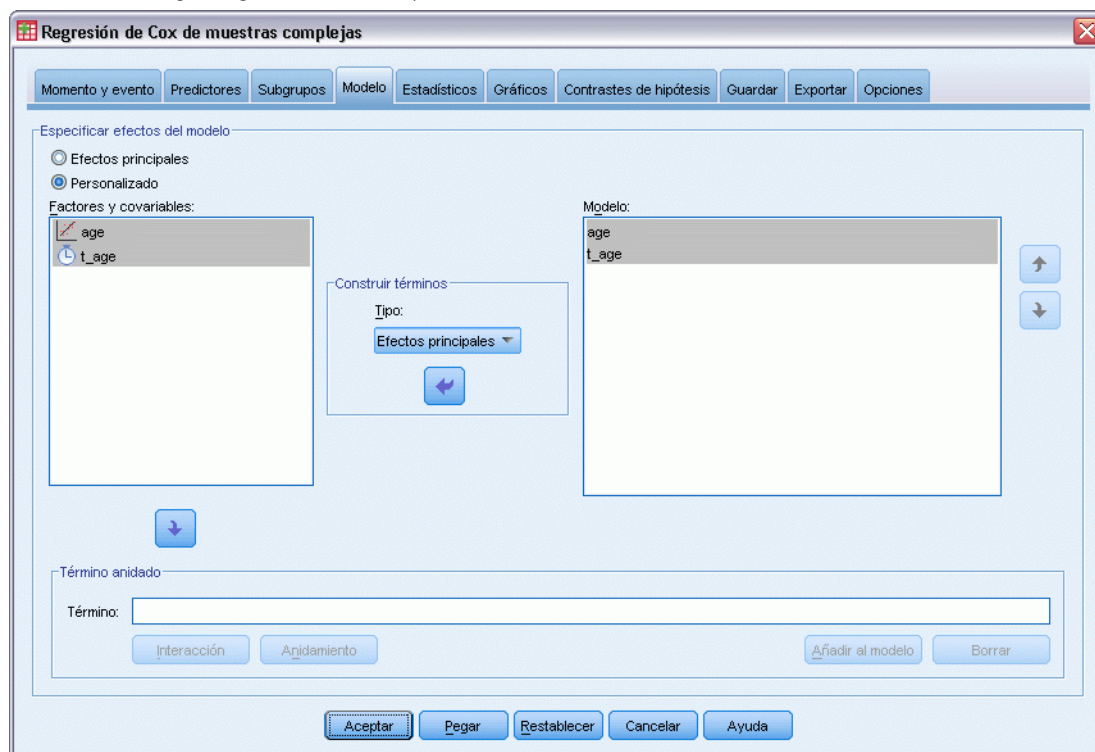 Regresión de Cox de muestras complejas
Momento y evento Predictores Subgrupos Modelo Estadísticos Gráficos Contrastes de hipótesis Guardar Exportar Opciones
Especificar efectos del modelo
Efectos principales
Personalizado
Factores y covariables:
age
t_age
Construir términos
Tipo:
Efectos principales
Modelo:
age
t_age
Término anidado
Término:
Interacción Anidamiento Añadir al modelo Borrar
Aceptar Pegar Restablecer Cancelar Ayuda